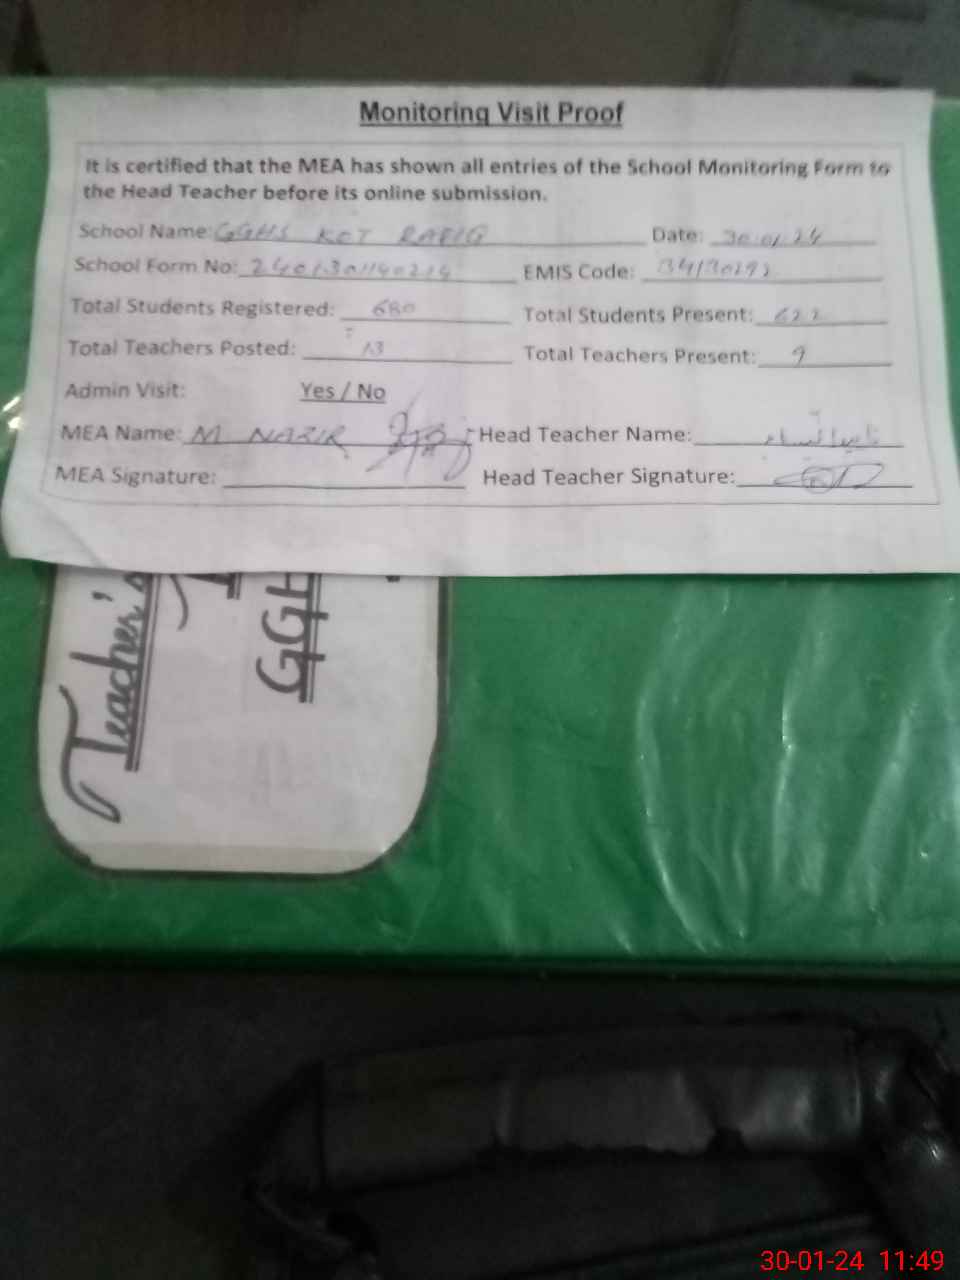 Monitoring Visit Proof
It is certified that the MEA has shown all entries of the School Monitoring Form to
the Head Teacher before its online submission.
School Name: GGHS KOT RAFIQ Date: 30.01.24
School Form No: EMIS Code:
Total Students Registered: 680 Total Students Present: 622
Total Teachers Posted: 13 Total Teachers Present: 9
Admin Visit: Yes / No
MEA Name: M NAZIR Head Teacher Name:
MEA Signature: Head Teacher Signature:
Teacher's
GGH
30-01-24 11:49